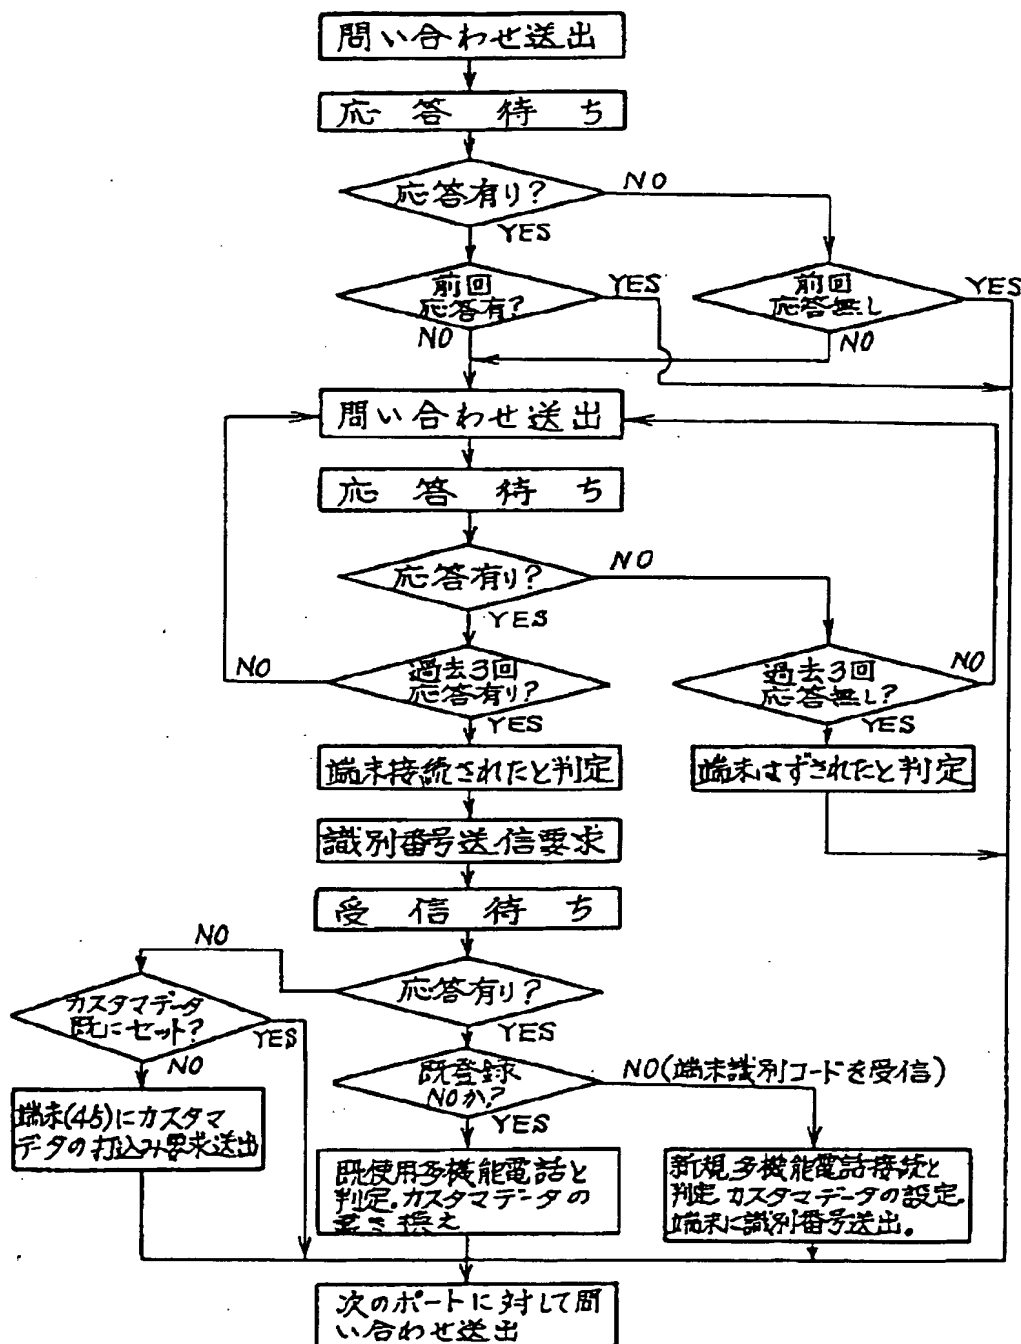 問い合わせ送出
応答待ち
応答有り?
NO
YES
前回
応答有?
YES
NO
前回
応答無し
YES
NO
問い合わせ送出
応答待ち
応答有り?
NO
YES
過去3回
応答有り?
NO
YES
過去3回
応答無し?
NO
YES
端末接続されたと判定
端末はずされたと判定
識別番号送信要求
受信待ち
応答有り?
NO
YES
カスタマデータ
既にセット?
YES
NO
既登録
NOか?
NO(端末識別コードを受信)
YES
端末(45)にカスタマ
データの打込み要求送出
既使用多機能電話と
判定.カスタマデータの
書き換え
新規多機能電話接続と
判定.カスタマデータの設定.
端末に識別番号送出。
次のポートに対して問
い合わせ送出